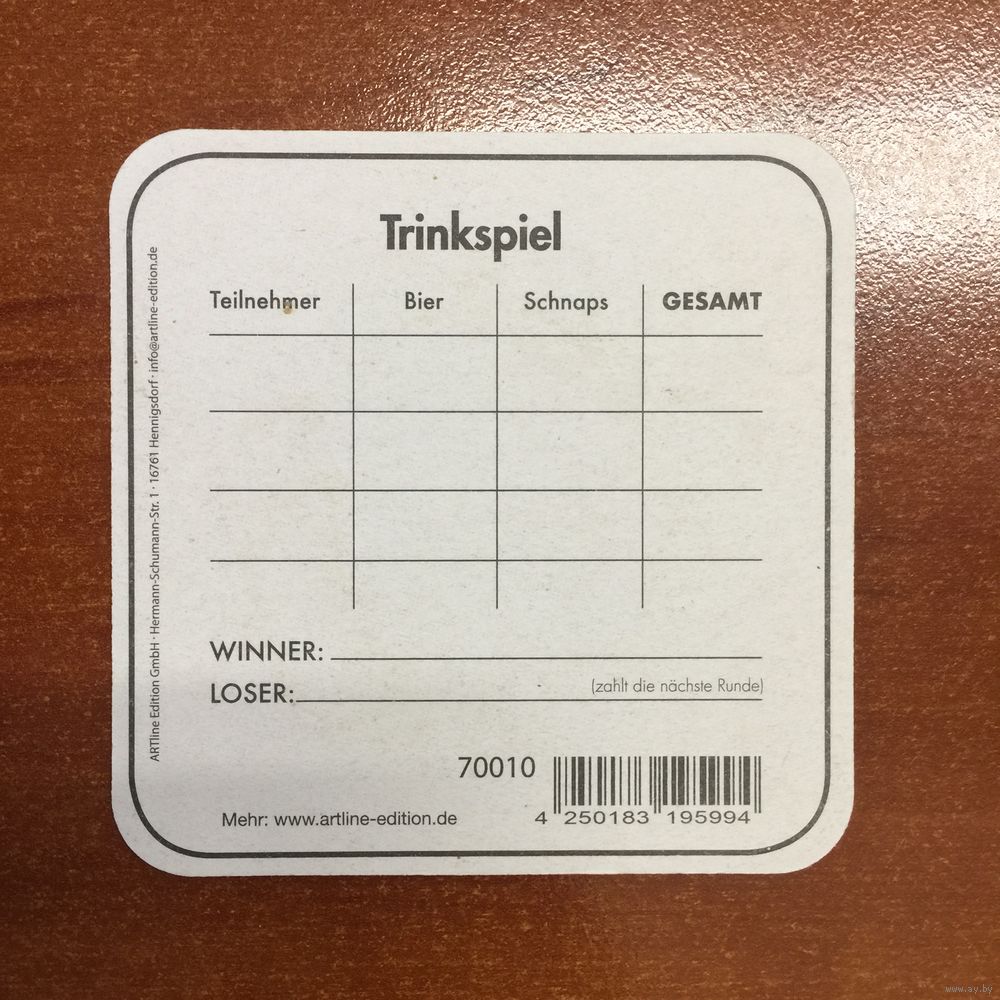 Trinkspiel
Teilnehmer Bier Schnaps GESAMT
WINNER:
LOSER: (zahlt die nächste Runde)
70010
4 250183 195994
Mehr: www.artline-edition.de
ARTline Edition GmbH · Hermann-Schumann-Str. 1 · 16761 Hennigsdorf · info@artline-edition.de
www.ay.by